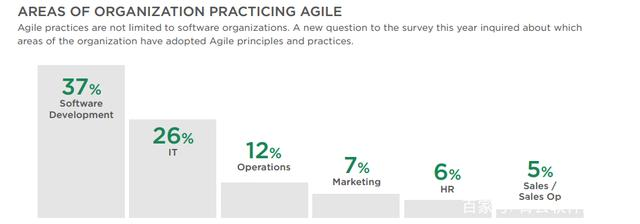 AREAS OF ORGANIZATION PRACTICING AGILE
Agile practices are not limited to software organizations. A new question to the survey this year inquired about which
areas of the organization have adopted Agile principles and practices.
37%
Software
Development
26%
IT
12%
Operations
7%
Marketing
6%
HR
5%
Sales /
Sales Op